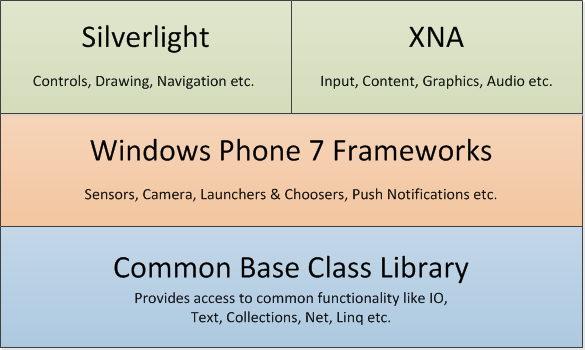 Silverlight
Controls, Drawing, Navigation etc.
XNA
Input, Content, Graphics, Audio etc.
Windows Phone 7 Frameworks
Sensors, Camera, Launchers & Choosers, Push Notifications etc.
Common Base Class Library
Provides access to common functionality like IO,
Text, Collections, Net, Linq etc.